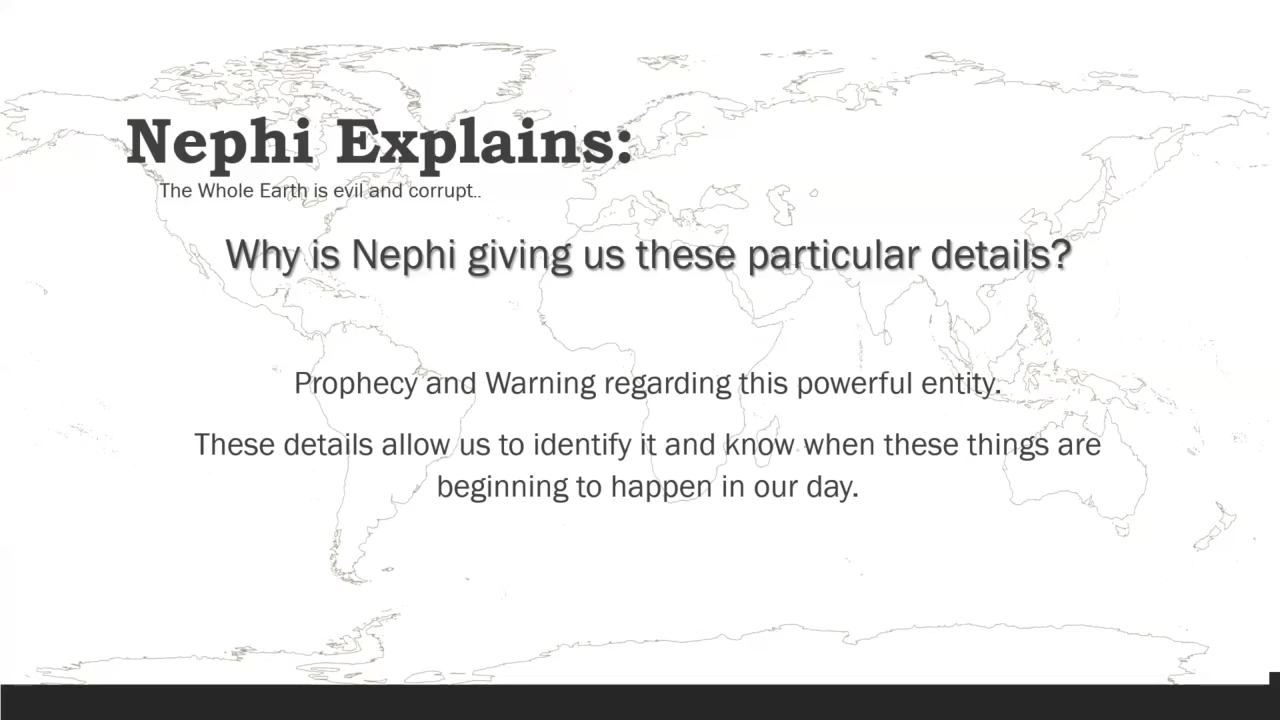 Nephi Explains:
The Whole Earth is evil and corrupt..
Why is Nephi giving us these particular details?
Prophecy and Warning regarding this powerful entity.
These details allow us to identify it and know when these things are
beginning to happen in our day.